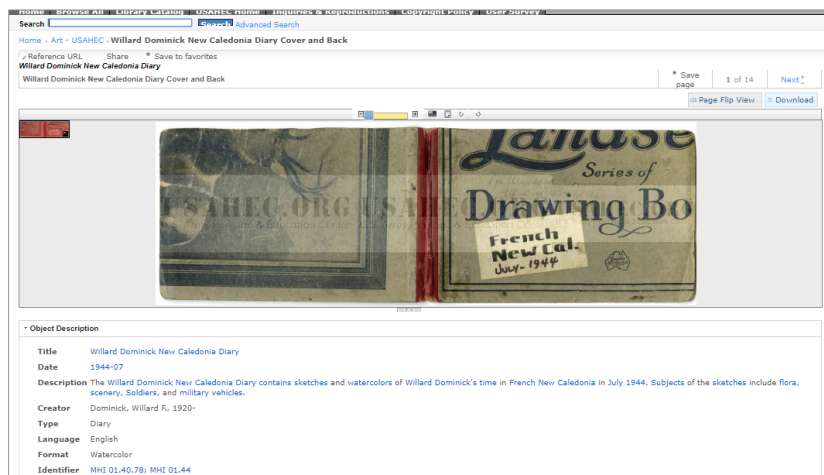 Home Browse All Library Catalog USAHEC Home Inquiries & Reproductions Copyright Policy User Survey
Search Search Advanced Search
Home » Art - USAHEC » Willard Dominick New Caledonia Diary Cover and Back
Reference URL Share * Save to favorites
Willard Dominick New Caledonia Diary
Willard Dominick New Caledonia Diary Cover and Back
* Save page
1 of 14
Next
Page Flip View Download
Landse
Series of
Drawing Bo
French
New Cal.
July-1944
USAHEC.ORG USAHEC
Object Description
Title Willard Dominick New Caledonia Diary
Date 1944-07
Description The Willard Dominick New Caledonia Diary contains sketches and watercolors of Willard Dominick's time in French New Caledonia in July 1944. Subjects of the sketches include flora,
scenery, Soldiers, and military vehicles.
Creator Dominick, Willard F., 1920-
Type Diary
Language English
Format Watercolor
Identifier MHI 01.40.78; MHI 01.44